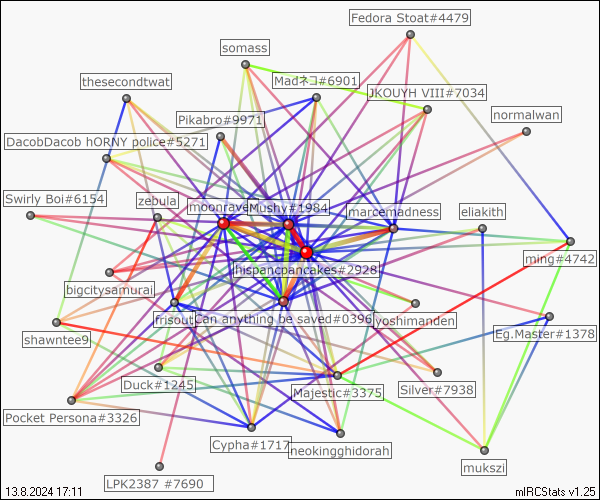 Fedora Stoat#4479
somass
thesecondtwat
Madネコ#6901
JKOUYH VIII#7034
Pikabro#9971
normalwan
DacobDacob hORNY police#5271
Swirly Boi#6154
zebula
moonrave
Mushy#1984
marcemadness
eliakith
ming#4742
hispanicpancakes#2928
bigcitysamurai
frisout
Can anything be saved#0396
yoshimanden
Eg.Master#1378
shawntee9
Duck#1245
Majestic#3375
Silver#7938
Pocket Persona#3326
Cypha#1717
neokingghidorah
mukszi
LPK2387 #7690
13.8.2024 17:11
mIRCStats v1.25